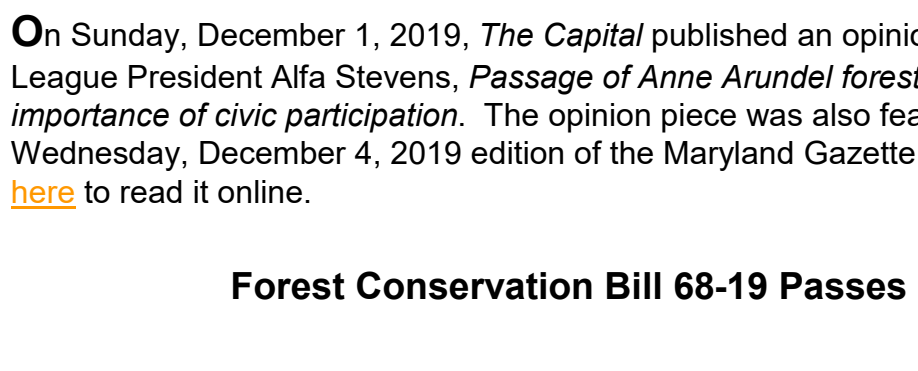 On Sunday, December 1, 2019, The Capital published an
League President Alfa Stevens, Passage of Anne Arundel forest
importance of civic participation. The opinion piece was also
Wednesday, December 4, 2019 edition of the Maryland Gazette
here to read it online.
Forest Conservation Bill 68-19 Passes